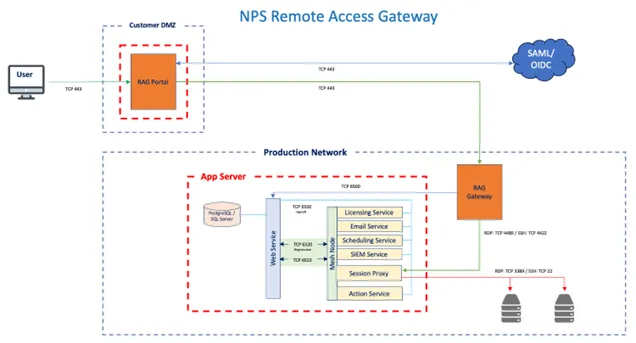 NPS Remote Access Gateway
Customer DMZ
User
RAG Portal
TCP 443
TCP 443
TCP 443
SAML/
OIDC
Production Network
App Server
TCP 6500
RAG
Gateway
PostgreSQL /
SQL Server
TCP 6500
Web Service
Mesh Node
Licensing Service
Email Service
Scheduling Service
SIEM Service
Session Proxy
Action Service
TCP 6520
Registration
TCP 6523
RDP: TCP 4489 / SSH: TCP 4422
RDP: TCP 3389 / SSH: TCP 22